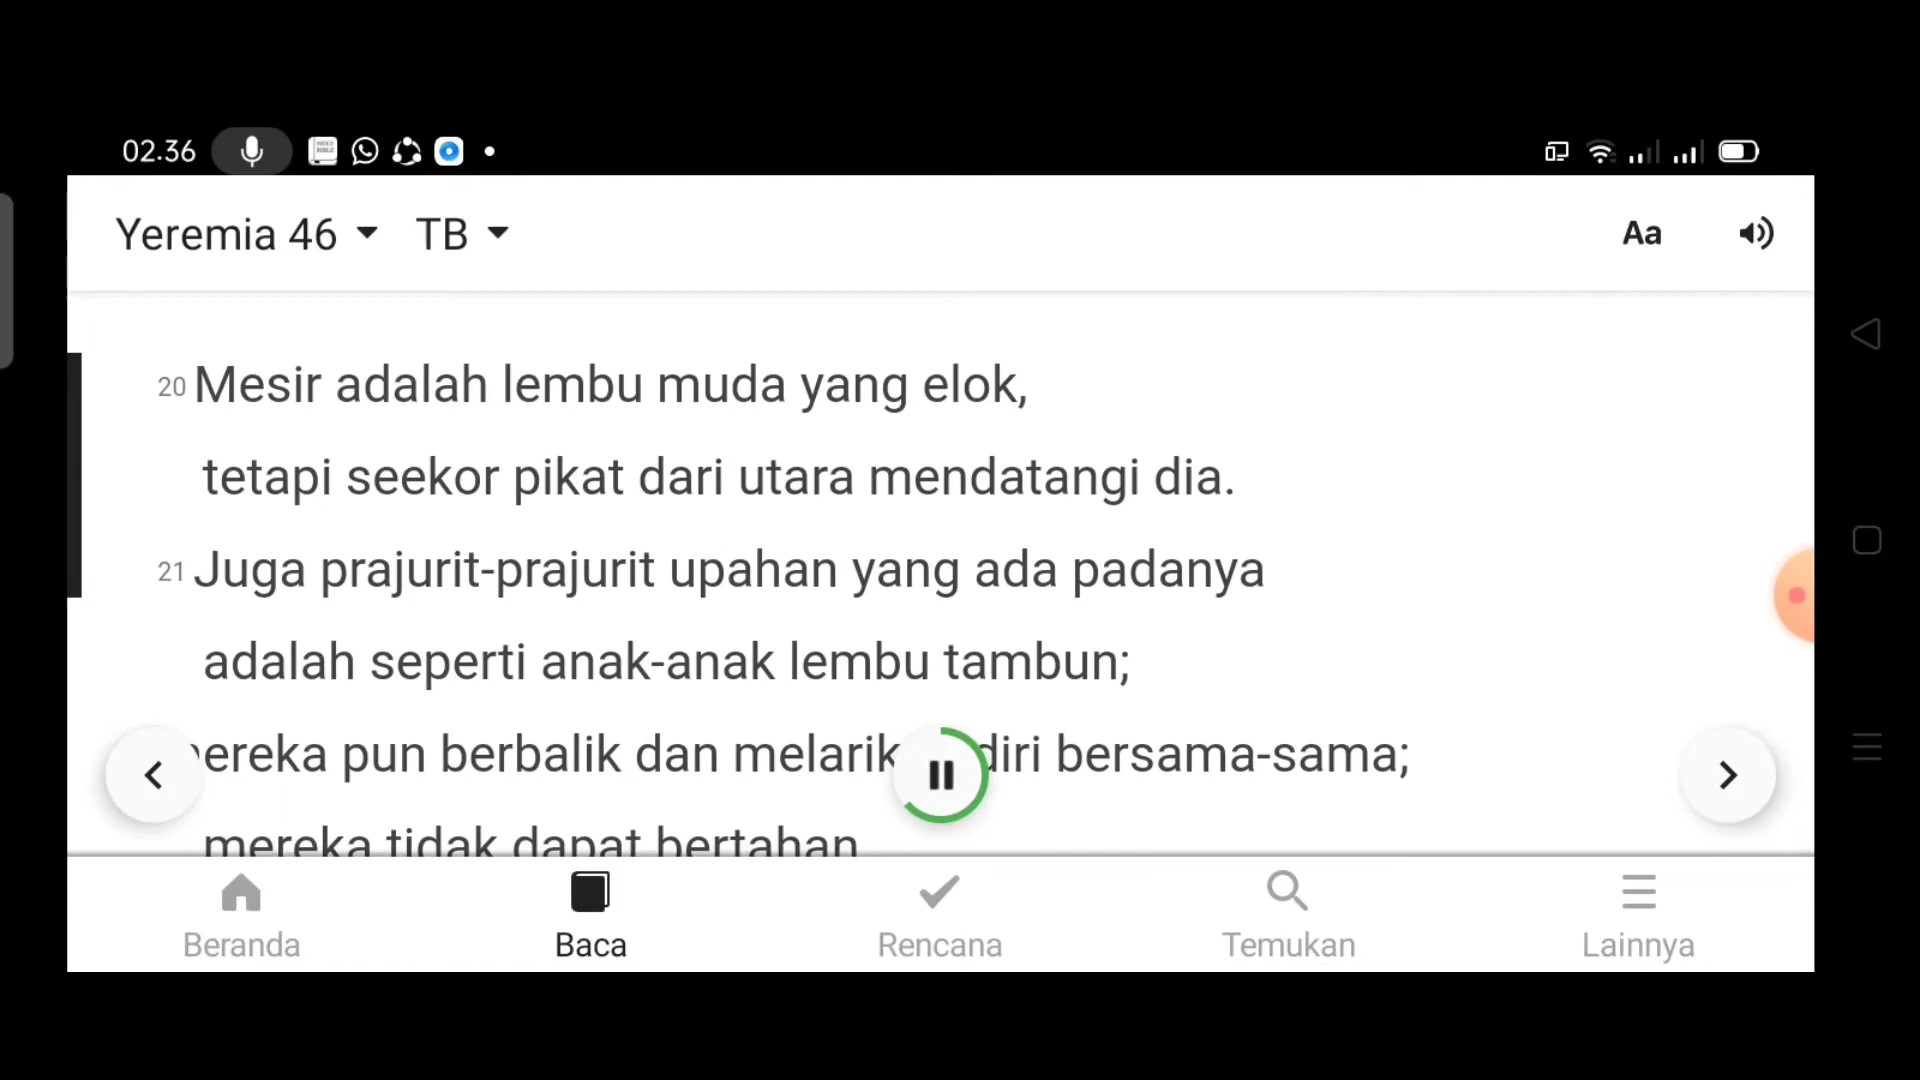 02.36
Yeremia 46 TB Aa
20 Mesir adalah lembu muda yang elok,
tetapi seekor pikat dari utara mendatangi dia.
21 Juga prajurit-prajurit upahan yang ada padanya
adalah seperti anak-anak lembu tambun;
ereka pun berbalik dan melarik diri bersama-sama;
mereka tidak dapat bertahan
Beranda Baca Rencana Temukan Lainnya